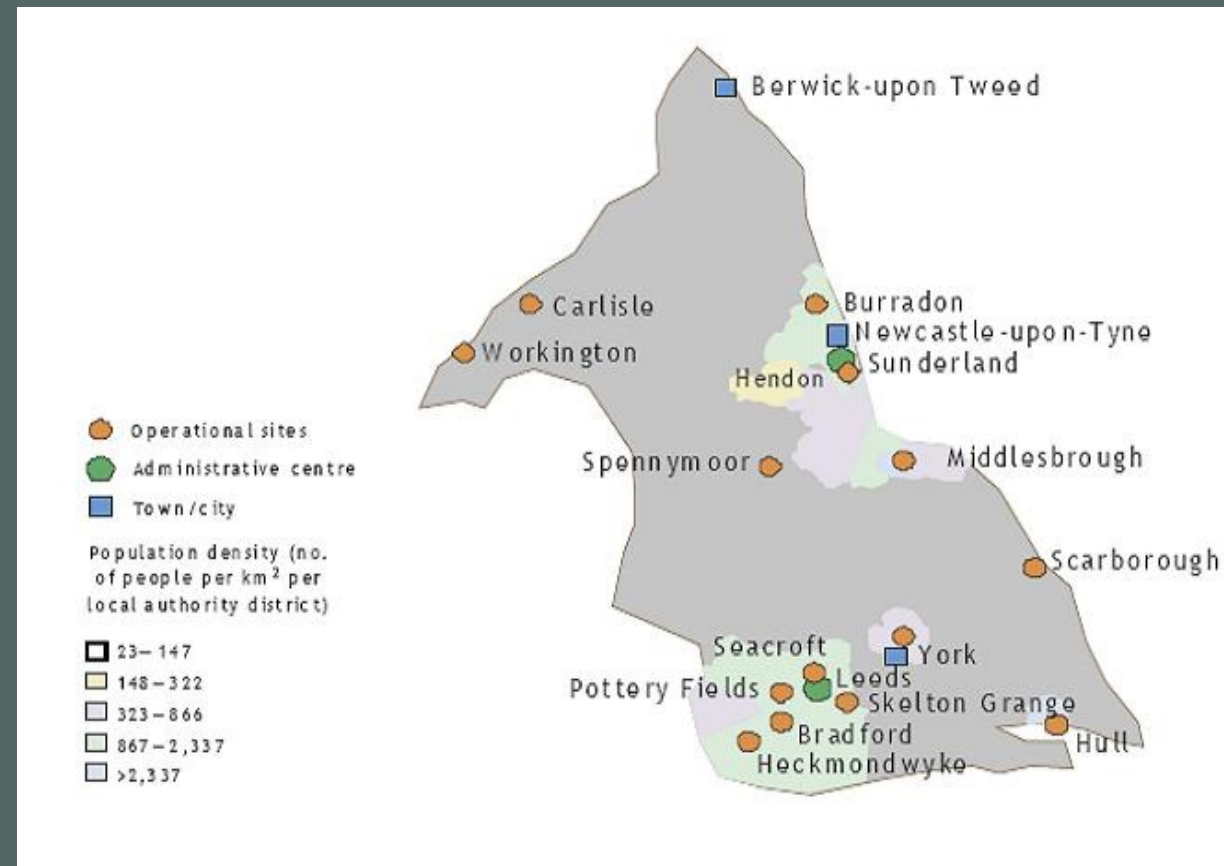 Berwick-upon Tweed
Carlisle
Burradon
Newcastle-upon-Tyne
Workington
Sunderland
Hendon
Operational sites
Administrative centre
Town/city
Spennymoor
Middlesbrough
Population density (no.
of people per km² per
local authority district)
Scarborough
23–147
148–322
323–866
867–2,337
>2,337
Seacroft
York
Pottery Fields
Leeds
Skelton Grange
Bradford
Hull
Heckmondwyke